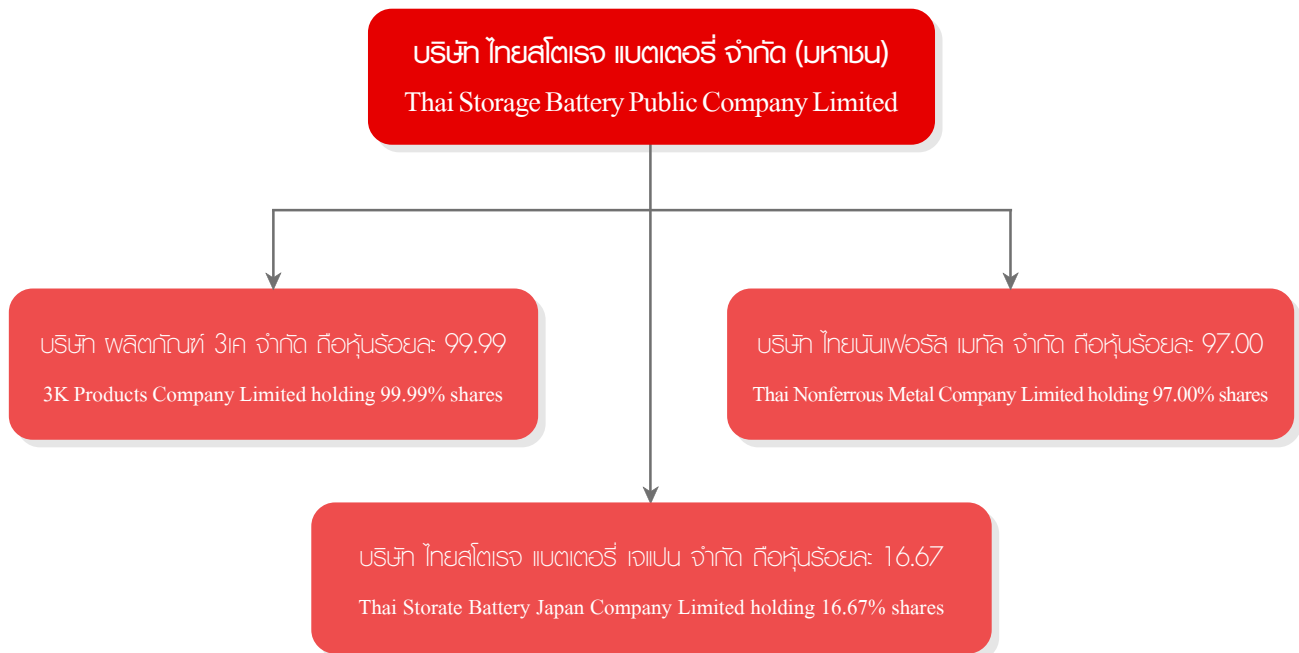 บริษัท ไทยสโตเรจ แบตเตอรี่ จำกัด (มหาชน)
Thai Storage Battery Public Company Limited
บริษัท ผลิตภัณฑ์ 3เค จำกัด ถือหุ้นร้อยละ 99.99
3K Products Company Limited holding 99.99% shares
บริษัท ไทยนันเฟอรัส เมทัล จำกัด ถือหุ้นร้อยละ 97.00
Thai Nonferrous Metal Company Limited holding 97.00% shares
บริษัท ไทยสโตเรจ แบตเตอรี่ เจแปน จำกัด ถือหุ้นร้อยละ 16.67
Thai Storate Battery Japan Company Limited holding 16.67% shares